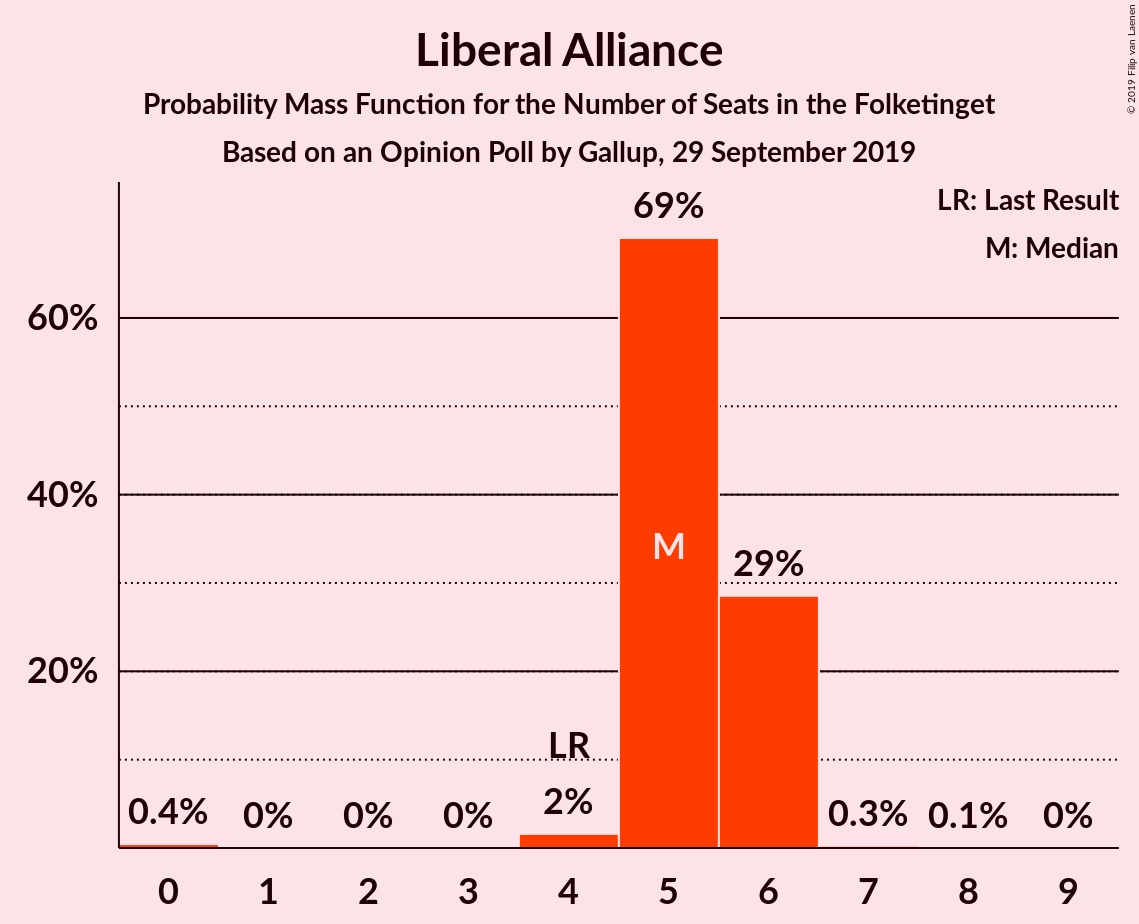 Liberal Alliance
Probability Mass Function for the Number of Seats in the Folketinget
Based on an Opinion Poll by Gallup, 29 September 2019
© 2019 Filip van Laenen
LR: Last Result
M: Median
69%
60%
40%
M
29%
20%
LR
0.4%
0%
0%
0%
2%
0.3%
0.1%
0%
0 1 2 3 4 5 6 7 8 9